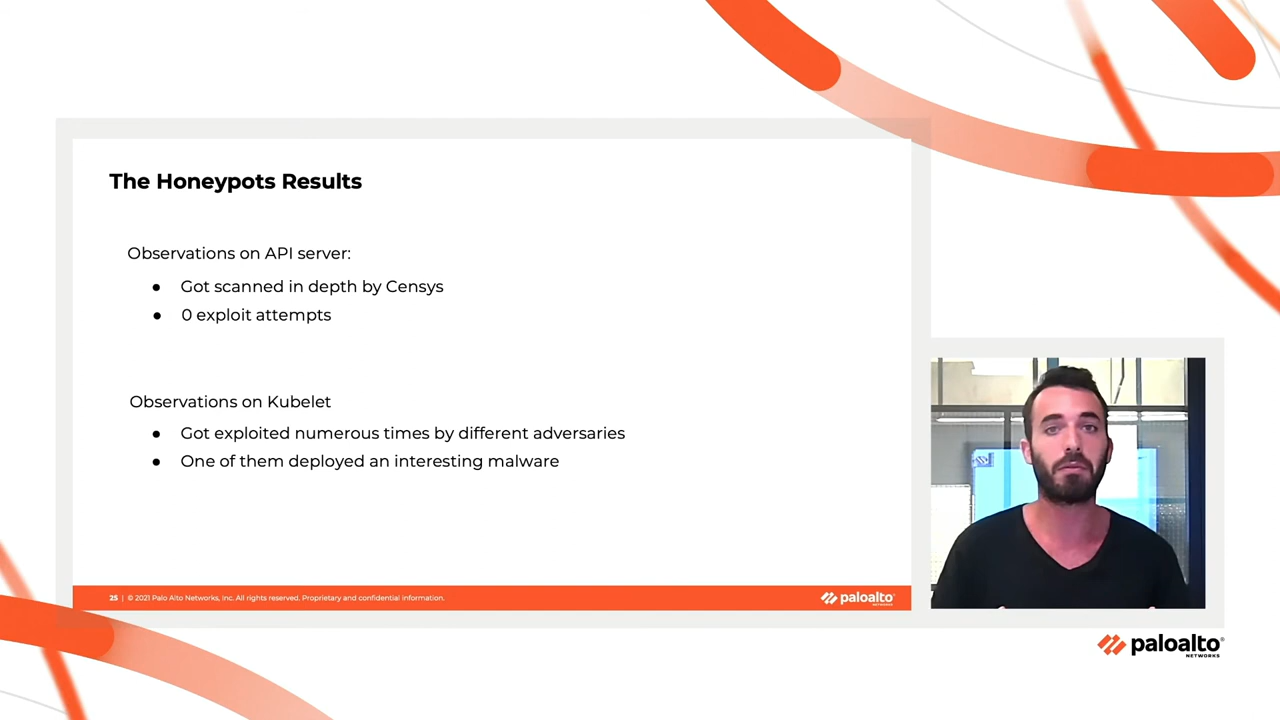 The Honeypots Results
Observations on API server:
● Got scanned in depth by Censys
● 0 exploit attempts
Observations on Kubelet
● Got exploited numerous times by different adversaries
● One of them deployed an interesting malware
25 | © 2021 Palo Alto Networks, Inc. All rights reserved. Proprietary and confidential information.
paloalto
NETWORKS
paloalto®
NETWORKS